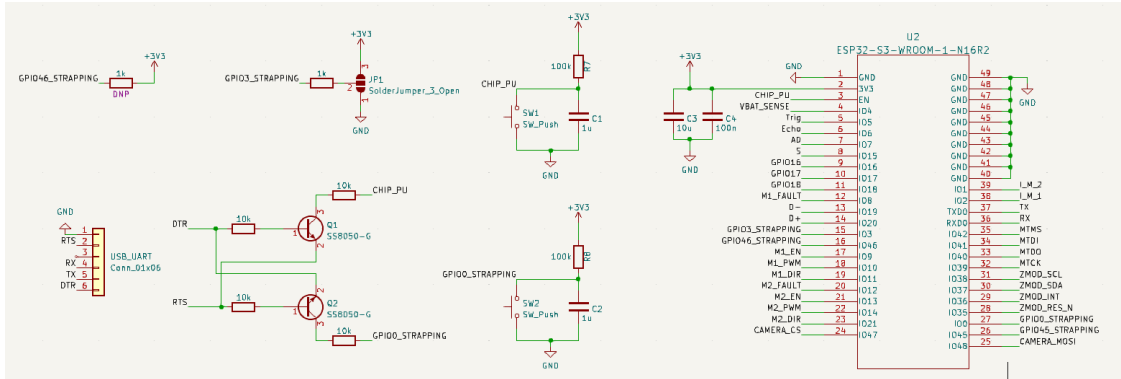 +3V3
GPIO46_STRAPPING
1k
DNP
+3V3
GPIO3_STRAPPING
1k
3
2
1
JP1
SolderJumper_3_Open
GND
+3V3
100k
R7
CHIP_PU
SW1
SW_Push
C1
1u
GND
10k
CHIP_PU
DTR
10k
3
1
2
Q1
SS8050-G
RTS
10k
2
1
3
Q2
SS8050-G
10k
GPIO0_STRAPPING
GND
1
RTS
2
3
RX
4
TX
5
DTR
6
USB_UART
Conn_01x06
+3V3
100k
R8
GPIO0_STRAPPING
SW2
SW_Push
C2
1u
GND
U2
ESP32-S3-WROOM-1-N16R2
+3V3
C3
10u
C4
100n
GND
GND 1 GND
2 3V3
CHIP_PU 3 EN
VBAT_SENSE 4 IO4
Trig 5 IO5
Echo 6 IO6
AD 7 IO7
S 8 IO15
GPIO16 9 IO16
GPIO17 10 IO17
GPIO18 11 IO18
M1_FAULT 12 IO8
D- 13 IO19
D+ 14 IO20
GPIO3_STRAPPING 15 IO3
GPIO46_STRAPPING 16 IO46
M1_EN 17 IO9
M1_PWM 18 IO10
M1_DIR 19 IO11
M2_FAULT 20 IO12
M2_EN 21 IO13
M2_PWM 22 IO14
M2_DIR 23 IO21
CAMERA_CS 24 IO47
GND 49
GND 48
GND 47
GND 46
GND 45
GND 44
GND 43
GND 42
GND 41
GND 40
GND
IO1 39 I_M_2
IO2 38 I_M_1
TXD0 37 TX
RXD0 36 RX
IO42 35 MTMS
IO41 34 MTDI
IO40 33 MTDO
IO39 32 MTCK
IO38 31 ZMOD_SCL
IO37 30 ZMOD_SDA
IO36 29 ZMOD_INT
IO35 28 ZMOD_RES_N
IO0 27 GPIO0_STRAPPING
IO45 26 GPIO45_STRAPPING
IO48 25 CAMERA_MOSI